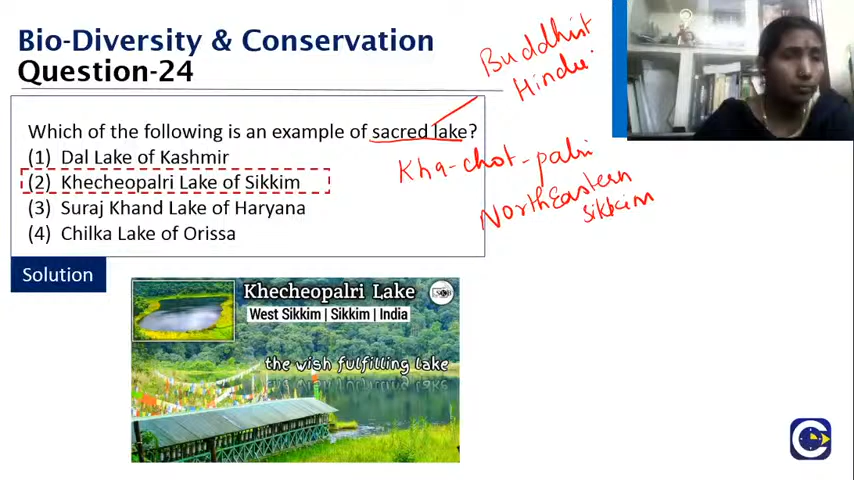 Bio-Diversity & Conservation
Question-24
Buddhist
Hindu
Which of the following is an example of sacred lake?
(1) Dal Lake of Kashmir
(2) Khecheopalri Lake of Sikkim
(3) Suraj Khand Lake of Haryana
(4) Chilka Lake of Orissa
Kha-chot-palri
NorthEastern
Sikkim
Solution
Khecheopalri Lake
West Sikkim | Sikkim | India
the wish fulfilling lake